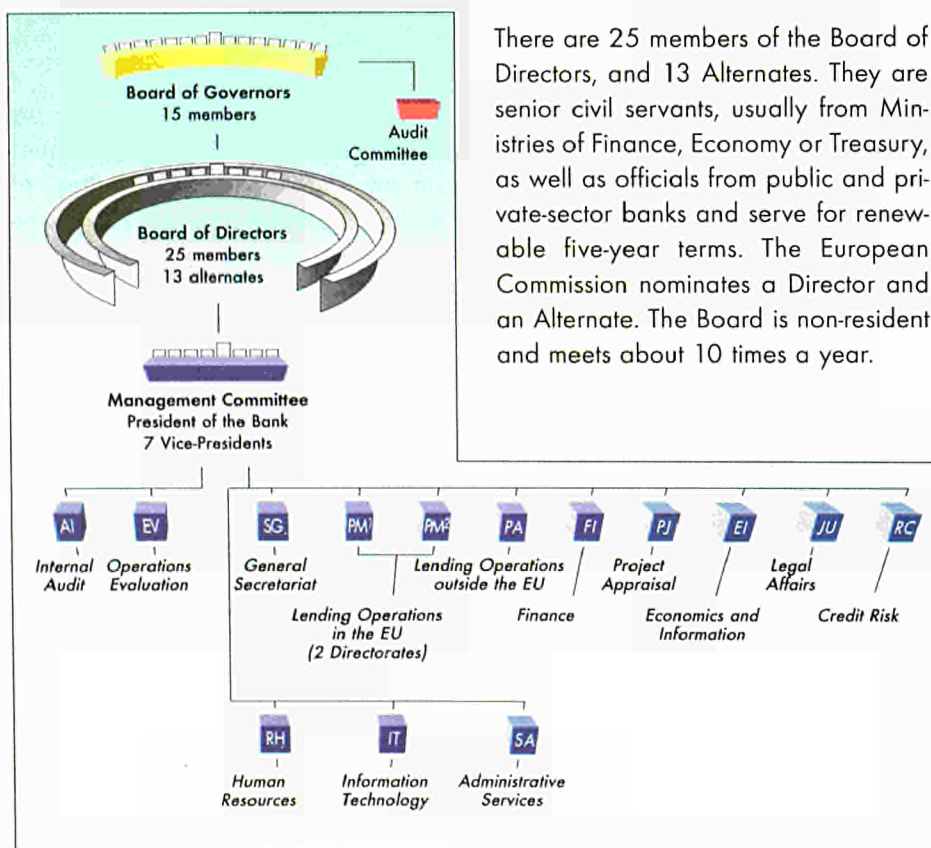 There are 25 members of the Board of
Directors, and 13 Alternates. They are
senior civil servants, usually from Min-
istries of Finance, Economy or Treasury,
as well as officials from public and pri-
vate-sector banks and serve for renew-
able five-year terms. The European
Commission nominates a Director and
an Alternate. The Board is non-resident
and meets about 10 times a year.
Board of Governors
15 members
Audit
Committee
Board of Directors
25 members
13 alternates
Management Committee
President of the Bank
7 Vice-Presidents
AI EV SG PM1 PM2 PA FI PJ EI JU RC
Internal
Audit
Operations
Evaluation
General
Secretariat
Lending Operations
in the EU
(2 Directorates)
Lending Operations
outside the EU
Finance
Project
Appraisal
Economics and
Information
Legal
Affairs
Credit Risk
RH IT SA
Human
Resources
Information
Technology
Administrative
Services